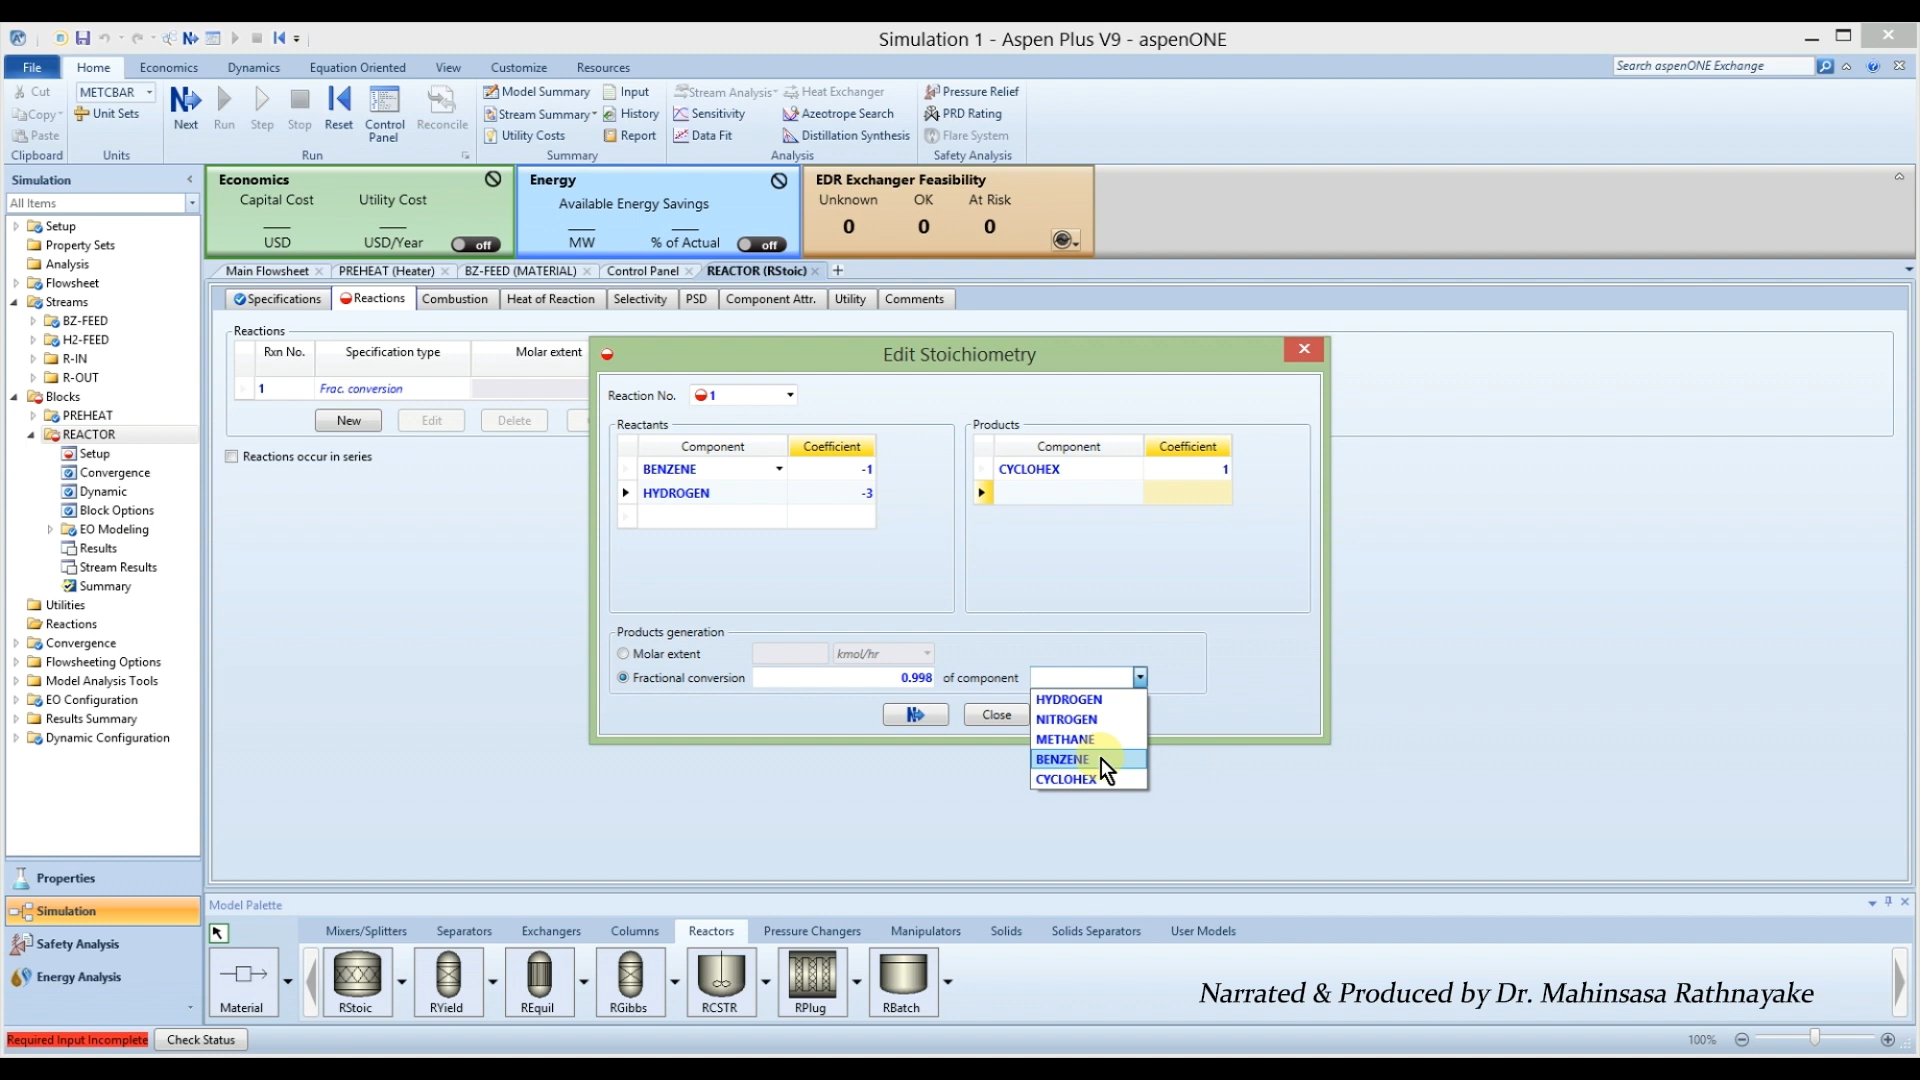 Simulation 1 - Aspen Plus V9 - aspenONE
File Home Economics Dynamics Equation Oriented View Customize Resources Search aspenONE Exchange
Cut METCBAR Model Summary Input Stream Analysis Heat Exchanger Pressure Relief
Copy Unit Sets Stream Summary History Sensitivity Azeotrope Search PRD Rating
Next Run Step Stop Reset Control Panel Reconcile
Paste Utility Costs Report Data Fit Distillation Synthesis Flare System
Clipboard Units Run Summary Analysis Safety Analysis
Simulation
All Items
Setup
Property Sets
Analysis
Flowsheet
Streams
BZ-FEED
H2-FEED
R-IN
R-OUT
Blocks
PREHEAT
REACTOR
Setup
Convergence
Dynamic
Block Options
EO Modeling
Results
Stream Results
Summary
Utilities
Reactions
Convergence
Flowsheeting Options
Model Analysis Tools
EO Configuration
Results Summary
Dynamic Configuration
Properties
Simulation
Safety Analysis
Energy Analysis
Economics
Capital Cost Utility Cost
USD USD/Year off
Energy
Available Energy Savings
MW % of Actual off
EDR Exchanger Feasibility
Unknown OK At Risk
0 0 0
Main Flowsheet PREHEAT (Heater) BZ-FEED (MATERIAL) Control Panel REACTOR (RStoic) +
Specifications Reactions Combustion Heat of Reaction Selectivity PSD Component Attr. Utility Comments
Reactions
Rxn No. Specification type Molar extent
1 Frac. conversion
New Edit Delete
Reactions occur in series
Edit Stoichiometry
Reaction No. 1
Reactants
Component Coefficient
BENZENE -1
HYDROGEN -3
Products
Component Coefficient
CYCLOHEX 1
Products generation
Molar extent kmol/hr
Fractional conversion 0.998 of component
N Close
HYDROGEN
NITROGEN
METHANE
BENZENE
CYCLOHEX
Model Palette
Mixers/Splitters Separators Exchangers Columns Reactors Pressure Changers Manipulators Solids Solids Separators User Models
Material RStoic RYield REquil RGibbs RCSTR RPlug RBatch
Narrated & Produced by Dr. Mahinsasa Rathnayake
Required Input Incomplete Check Status 100%